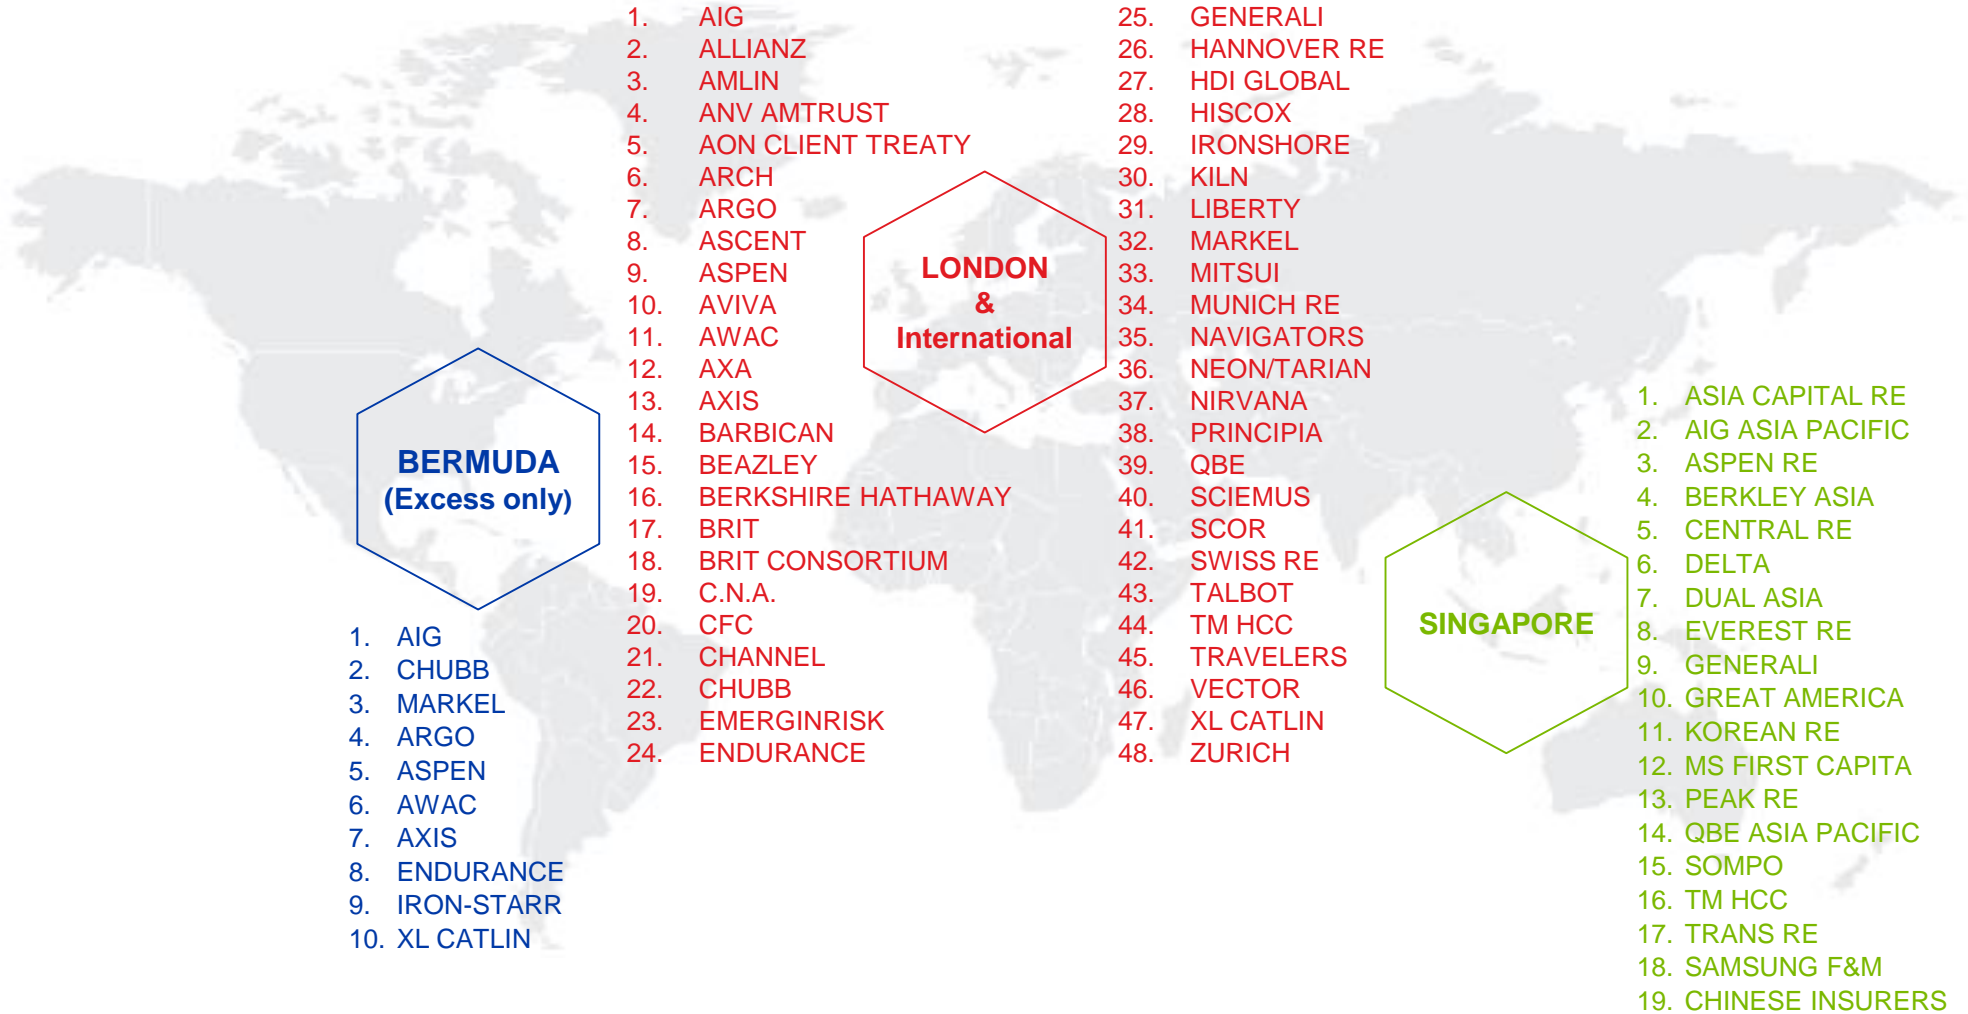 1. AIG
2. ALLIANZ
3. AMLIN
4. ANV AMTRUST
5. AON CLIENT TREATY
6. ARCH
7. ARGO
8. ASCENT
9. ASPEN
10. AVIVA
11. AWAC
12. AXA
13. AXIS
14. BARBICAN
15. BEAZLEY
16. BERKSHIRE HATHAWAY
17. BRIT
18. BRIT CONSORTIUM
19. C.N.A.
20. CFC
21. CHANNEL
22. CHUBB
23. EMERGINRISK
24. ENDURANCE
LONDON
&
International
25. GENERALI
26. HANNOVER RE
27. HDI GLOBAL
28. HISCOX
29. IRONSHORE
30. KILN
31. LIBERTY
32. MARKEL
33. MITSUI
34. MUNICH RE
35. NAVIGATORS
36. NEON/TARIAN
37. NIRVANA
38. PRINCIPIA
39. QBE
40. SCIEMUS
41. SCOR
42. SWISS RE
43. TALBOT
44. TM HCC
45. TRAVELERS
46. VECTOR
47. XL CATLIN
48. ZURICH
BERMUDA
(Excess only)
1. AIG
2. CHUBB
3. MARKEL
4. ARGO
5. ASPEN
6. AWAC
7. AXIS
8. ENDURANCE
9. IRON-STARR
10. XL CATLIN
SINGAPORE
1. ASIA CAPITAL RE
2. AIG ASIA PACIFIC
3. ASPEN RE
4. BERKLEY ASIA
5. CENTRAL RE
6. DELTA
7. DUAL ASIA
8. EVEREST RE
9. GENERALI
10. GREAT AMERICA
11. KOREAN RE
12. MS FIRST CAPITA
13. PEAK RE
14. QBE ASIA PACIFIC
15. SOMPO
16. TM HCC
17. TRANS RE
18. SAMSUNG F&M
19. CHINESE INSURERS